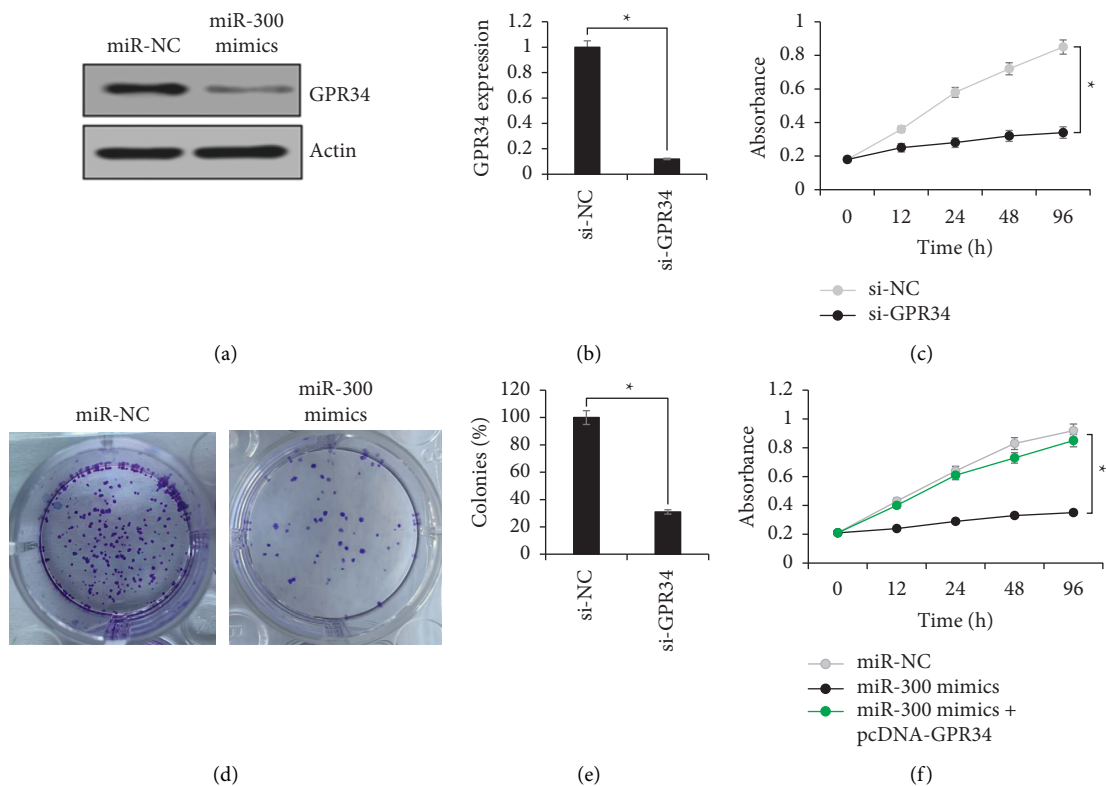 miR-NC
miR-300
mimics
GPR34
Actin
(a)
GPR34 expression
1.2
1
0.8
0.6
0.4
0.2
0
*
si-NC
si-GPR34
(b)
Absorbance
1
0.8
0.6
0.4
0.2
0
*
0 12 24 48 96
Time (h)
si-NC
si-GPR34
(c)
miR-NC
miR-300
mimics
(d)
Colonies (%)
120
100
80
60
40
20
0
*
si-NC
si-GPR34
(e)
Absorbance
1.2
1
0.8
0.6
0.4
0.2
0
*
0 12 24 48 96
Time (h)
miR-NC
miR-300 mimics
miR-300 mimics +
pcDNA-GPR34
(f)